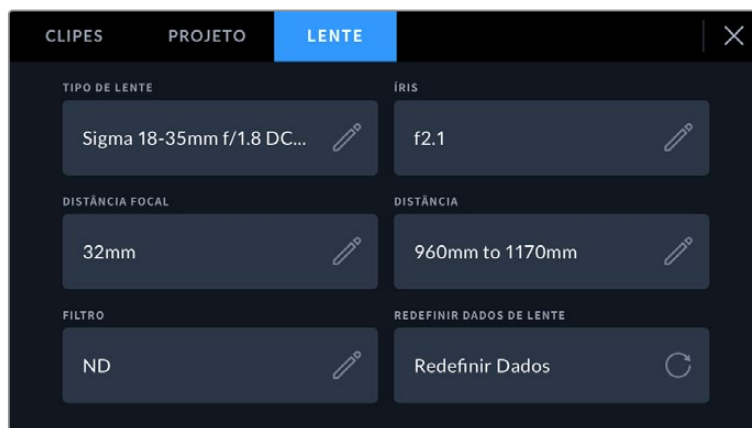 CLIPES PROJETO LENTE
TIPO DE LENTE
Sigma 18-35mm f/1.8 DC...
ÍRIS
f2.1
DISTÂNCIA FOCAL
32mm
DISTÂNCIA
960mm to 1170mm
FILTRO
ND
REDEFINIR DADOS DE LENTE
Redefinir Dados